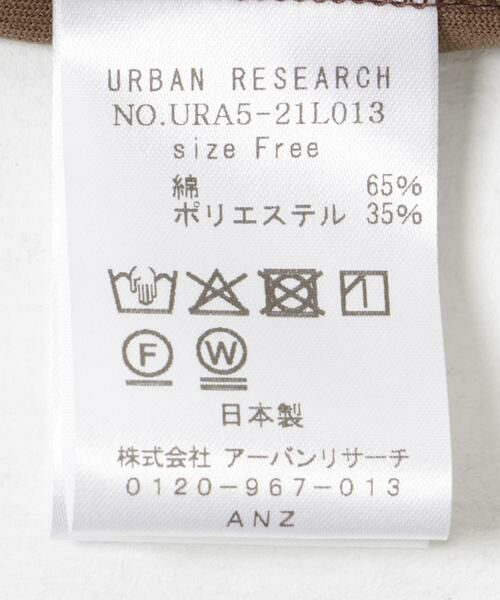 URBAN RESEARCH
NO.URA5-21L013
size Free
綿 65%
ポリエステル 35%
F W
日本製
株式会社 アーバンリサーチ
0120-967-013
ANZ